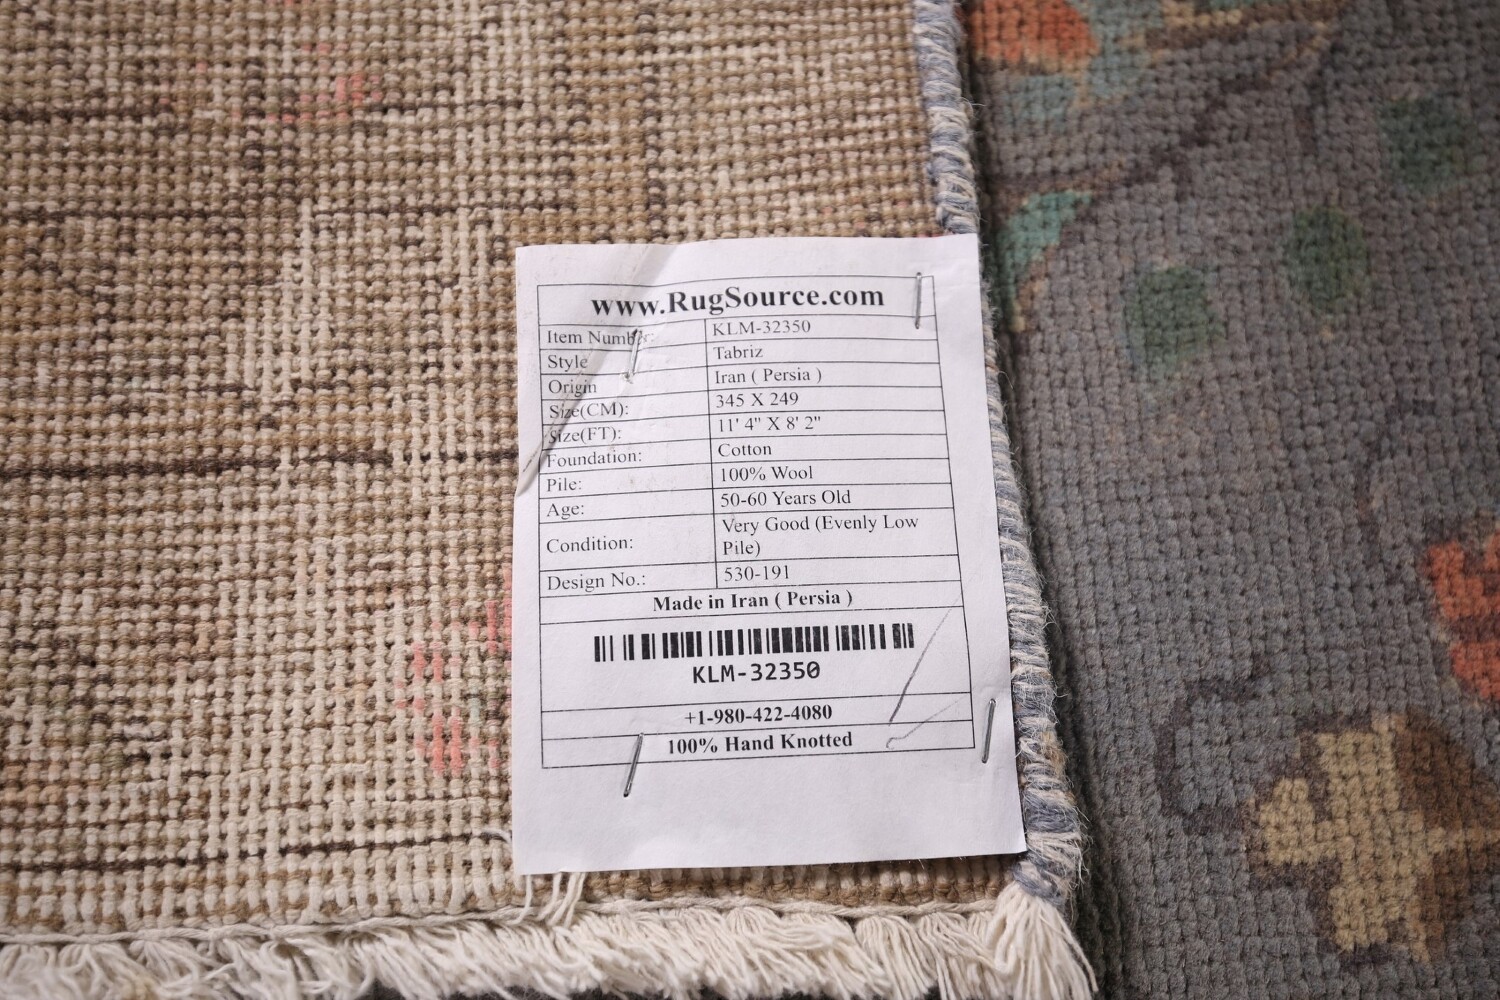 www.RugSource.com
Item Number: KLM-32350
Style Tabriz
Origin Iran ( Persia )
Size(CM): 345 X 249
Size(FT): 11' 4" X 8' 2"
Foundation: Cotton
Pile: 100% Wool
Age: 50-60 Years Old
Condition: Very Good (Evenly Low
Pile)
Design No.: 530-191
Made in Iran ( Persia )
KLM-32350
+1-980-422-4080
100% Hand Knotted